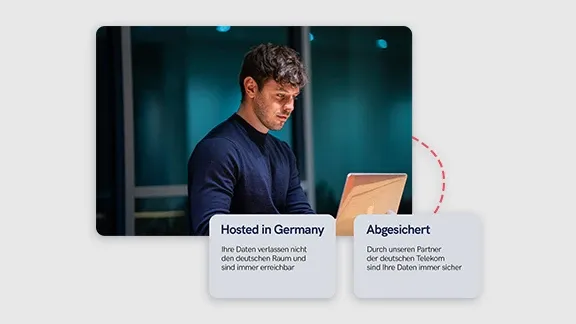 Hosted in Germany
Ihre Daten verlassen nicht
den deutschen Raum und
sind immer erreichbar
Abgesichert
Durch unseren Partner
der deutschen Telekom
sind Ihre Daten immer sicher